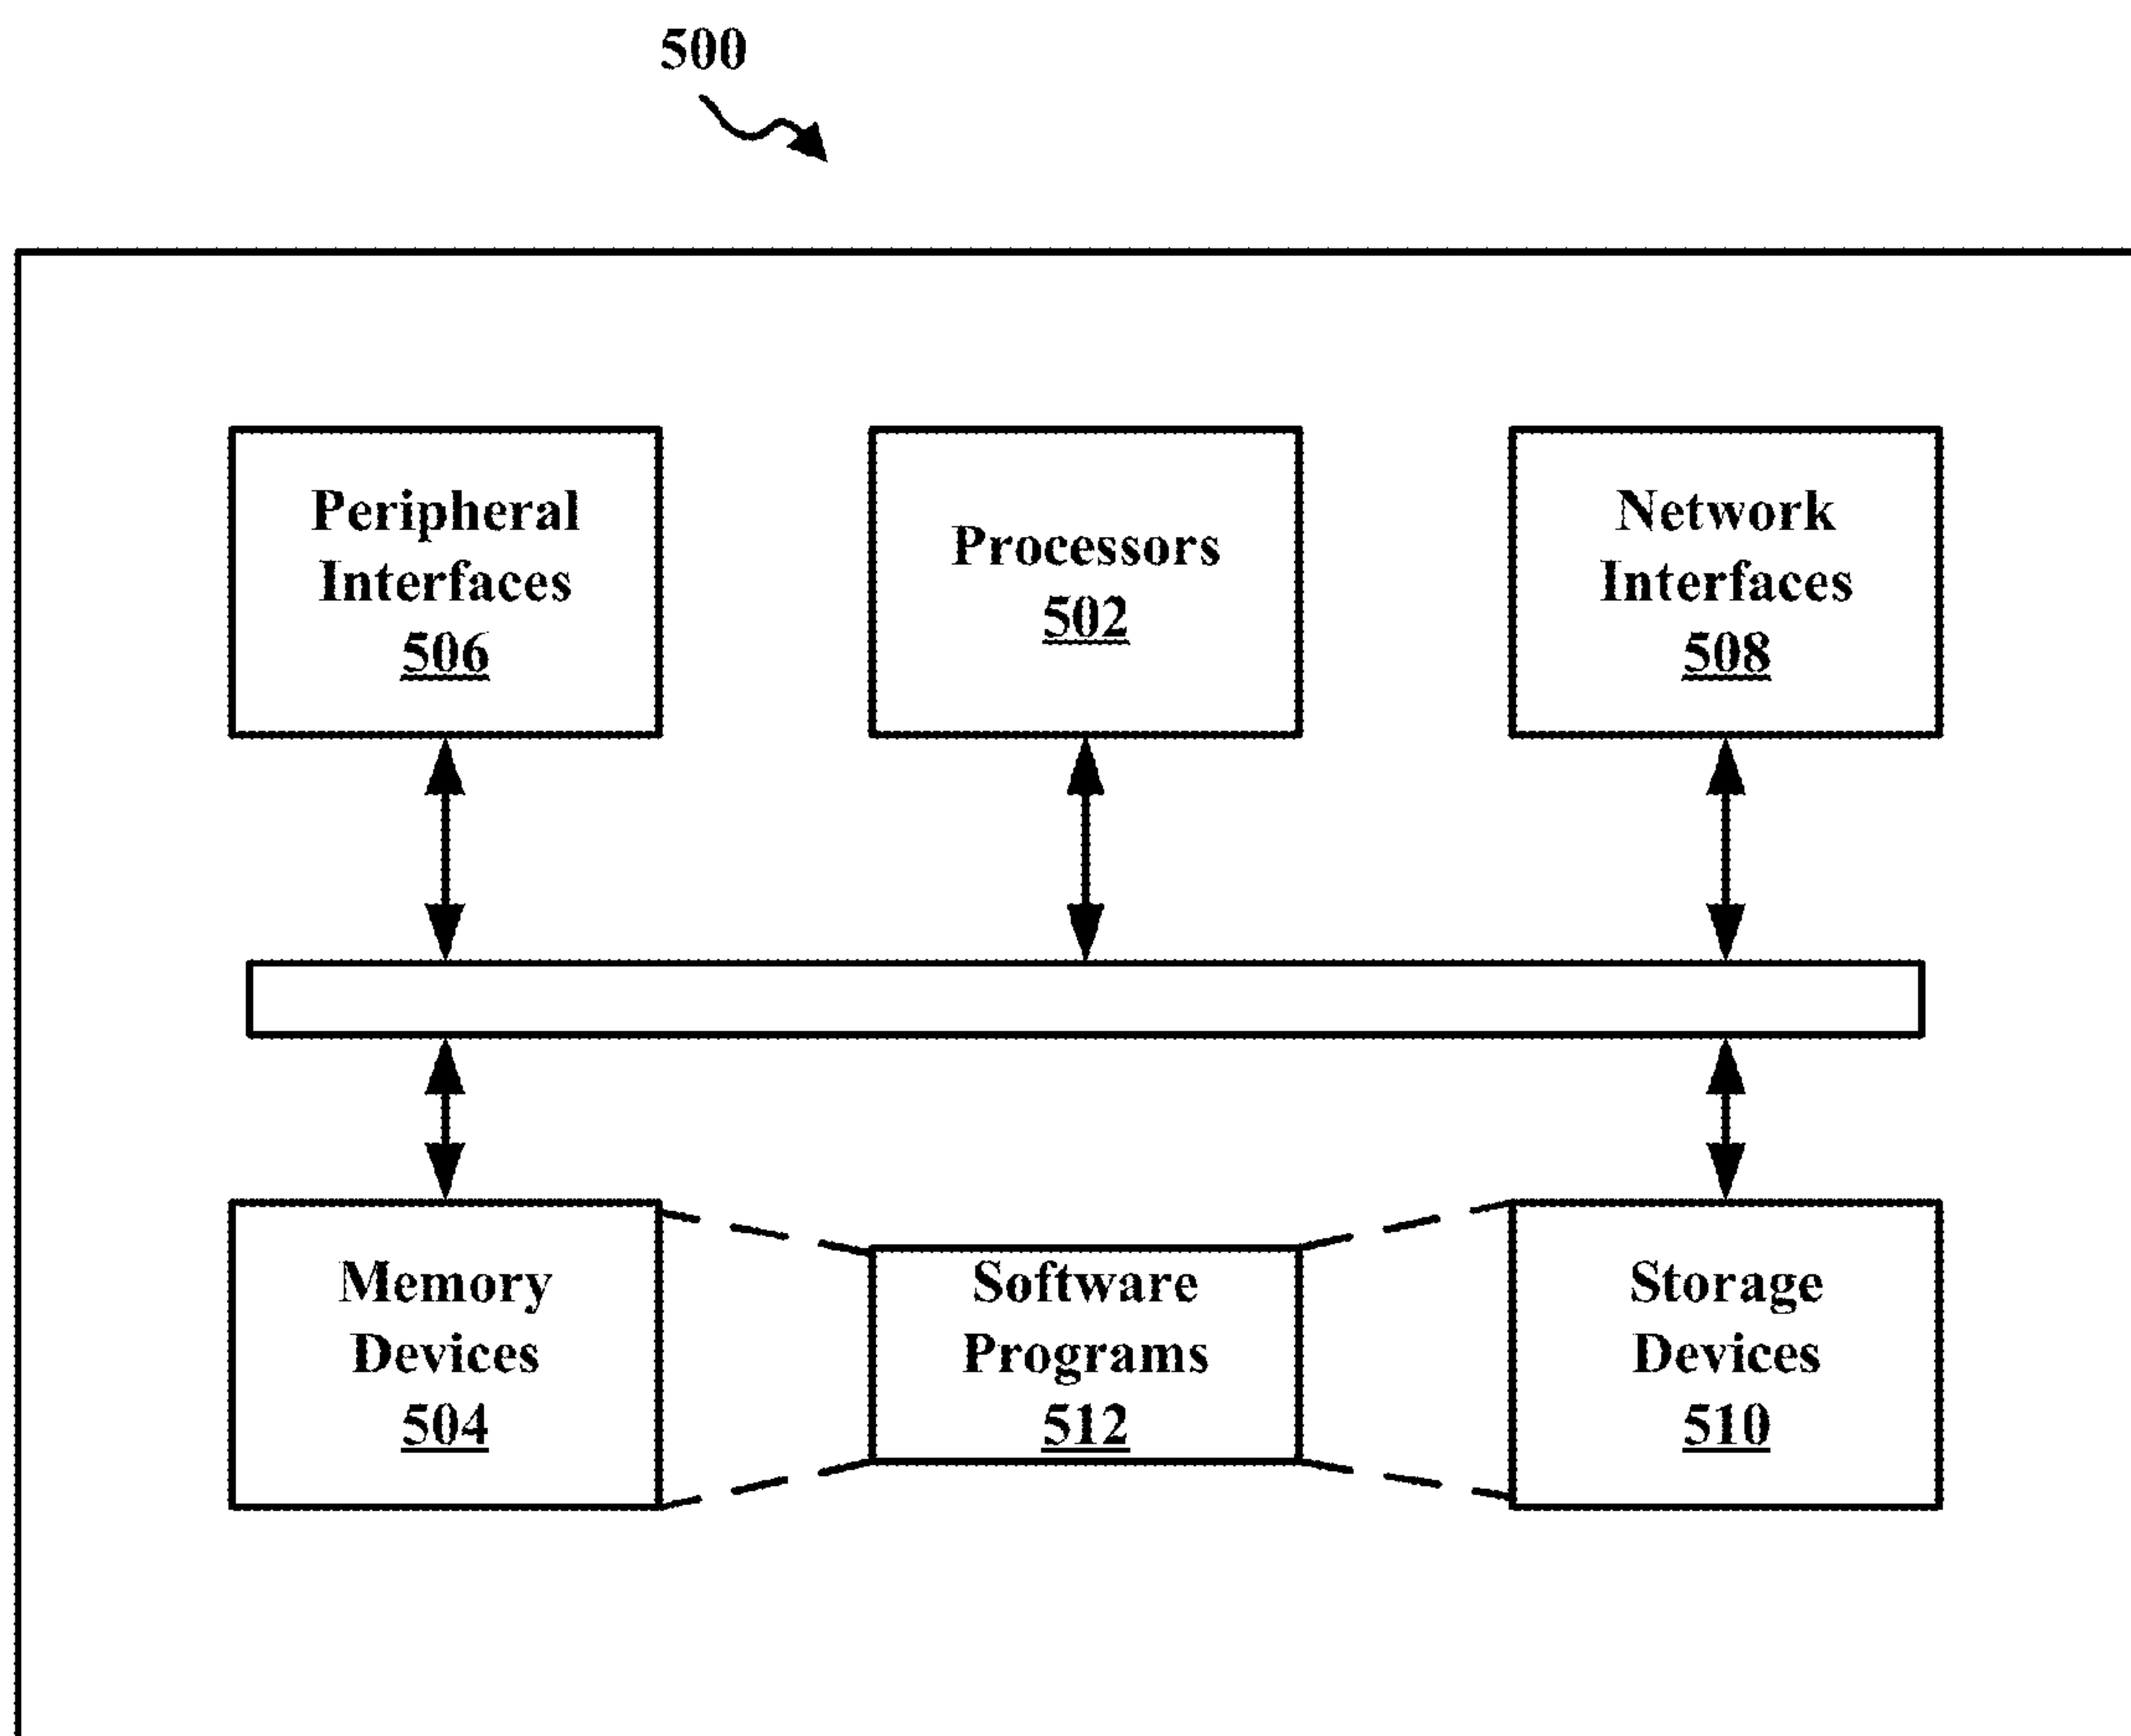 500
Peripheral
Interfaces
506
Processors
502
Network
Interfaces
508
Memory
Devices
504
Software
Programs
512
Storage
Devices
510